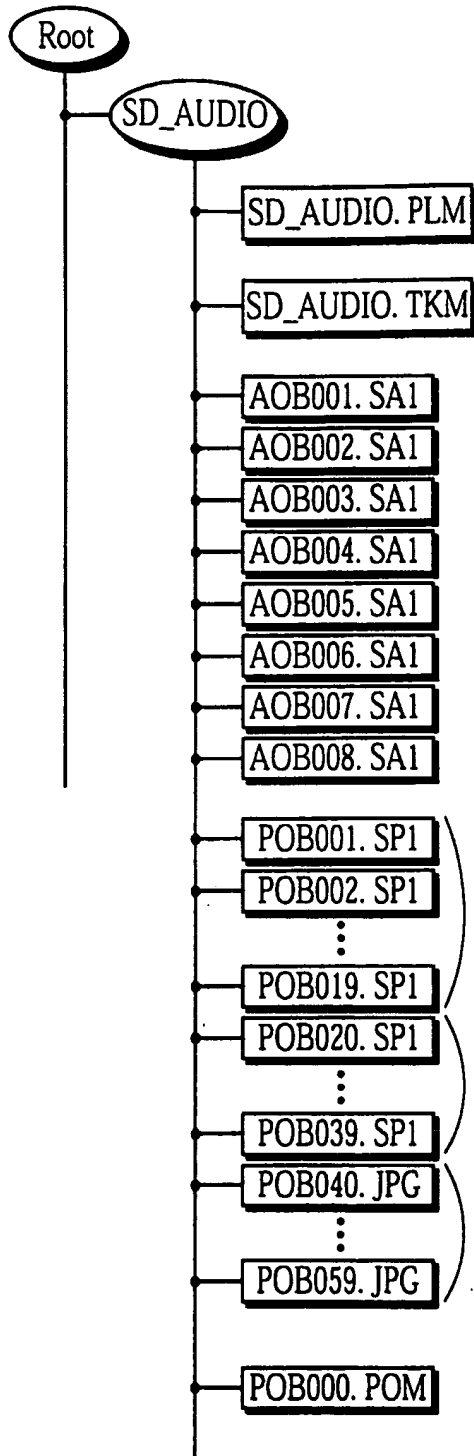 Root
SD_AUDIO
SD_AUDIO. PLM
SD_AUDIO. TKM
AOB001. SA1
AOB002. SA1
AOB003. SA1
AOB004. SA1
AOB005. SA1
AOB006. SA1
AOB007. SA1
AOB008. SA1
POB001. SP1
POB002. SP1
POB019. SP1
POB020. SP1
POB039. SP1
POB040. JPG
POB059. JPG
POB000. POM